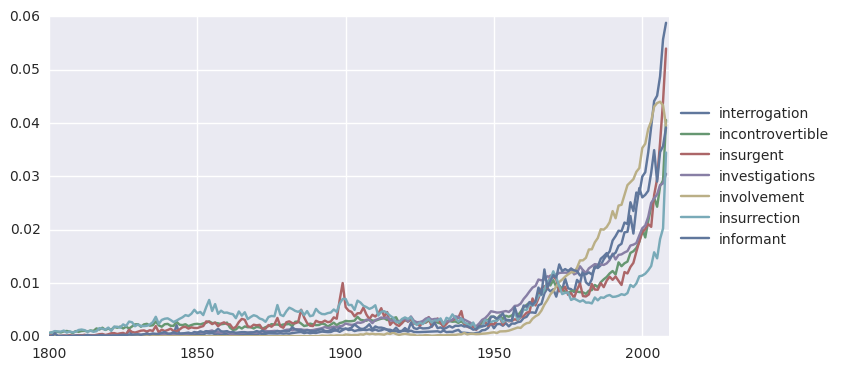 0.06
0.05
0.04
0.03
0.02
0.01
0.00
1800
1850
1900
1950
2000
interrogation
incontrovertible
insurgent
investigations
involvement
insurrection
informant